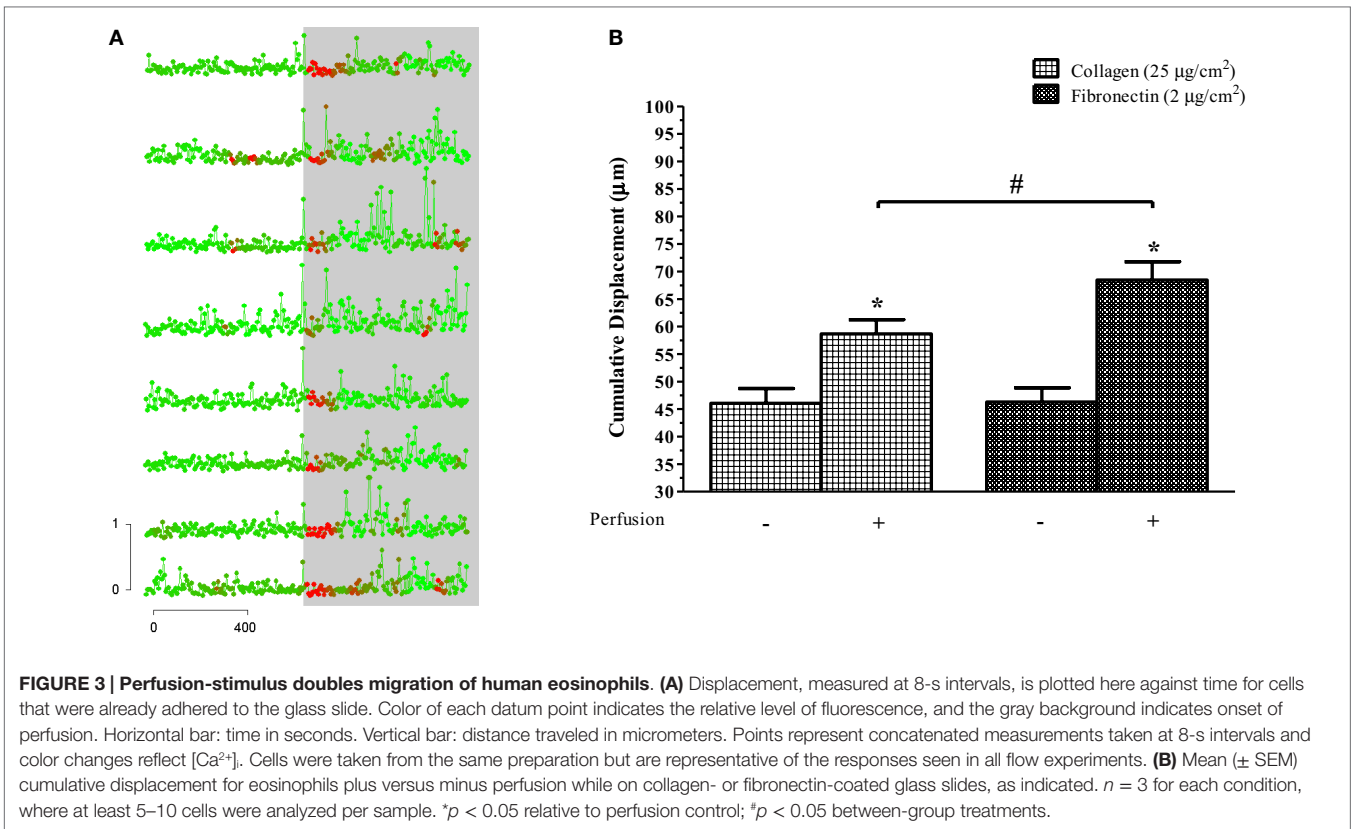 A
B
Collagen (25 µg/cm²)
Fibronectin (2 µg/cm²)
100
95
90
85
80
75
70
65
60
55
50
45
40
35
30
Cumulative Displacement (µm)
#
*
*
Perfusion - + - +
1
0
0 400
FIGURE 3 | Perfusion-stimulus doubles migration of human eosinophils. (A) Displacement, measured at 8-s intervals, is plotted here against time for cells
that were already adhered to the glass slide. Color of each datum point indicates the relative level of fluorescence, and the gray background indicates onset of
perfusion. Horizontal bar: time in seconds. Vertical bar: distance traveled in micrometers. Points represent concatenated measurements taken at 8-s intervals and
color changes reflect [Ca²⁺]ᵢ. Cells were taken from the same preparation but are representative of the responses seen in all flow experiments. (B) Mean (± SEM)
cumulative displacement for eosinophils plus versus minus perfusion while on collagen- or fibronectin-coated glass slides, as indicated. n = 3 for each condition,
where at least 5–10 cells were analyzed per sample. *p < 0.05 relative to perfusion control; #p < 0.05 between-group treatments.